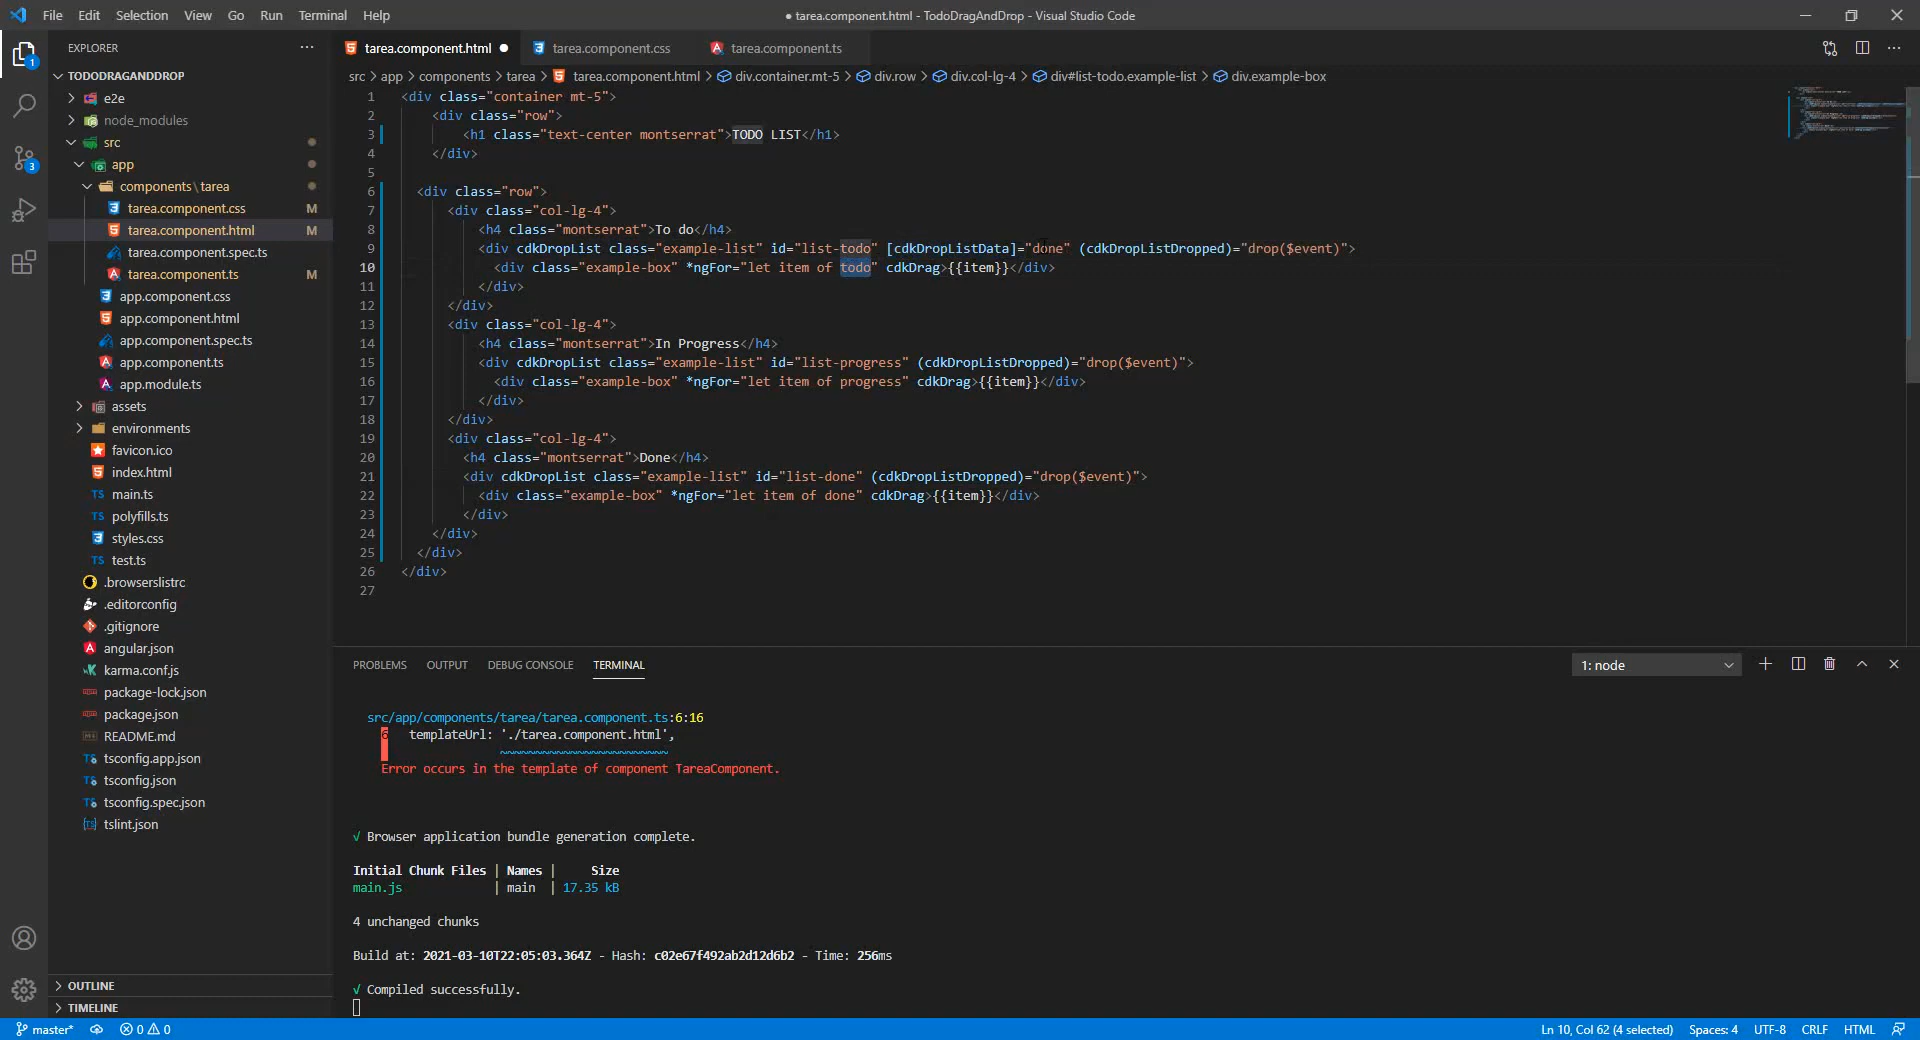 File Edit Selection View Go Run Terminal Help
● tarea.component.html - TodoDragAndDrop - Visual Studio Code
EXPLORER
TODODRAGANDDROP
e2e
node_modules
src
app
components\tarea
tarea.component.css M
tarea.component.html M
tarea.component.spec.ts
tarea.component.ts M
app.component.css
app.component.html
app.component.spec.ts
app.component.ts
app.module.ts
assets
environments
favicon.ico
index.html
main.ts
polyfills.ts
styles.css
test.ts
.browserslistrc
.editorconfig
.gitignore
angular.json
karma.conf.js
package-lock.json
package.json
README.md
tsconfig.app.json
tsconfig.json
tsconfig.spec.json
tslint.json
OUTLINE
TIMELINE
tarea.component.html ● tarea.component.css tarea.component.ts
src > app > components > tarea > tarea.component.html > div.container.mt-5 > div.row > div.col-lg-4 > div#list-todo.example-list > div.example-box
1 <div class="container mt-5">
2 <div class="row">
3 <h1 class="text-center montserrat">TODO LIST</h1>
4 </div>
5
6 <div class="row">
7 <div class="col-lg-4">
8 <h4 class="montserrat">To do</h4>
9 <div cdkDropList class="example-list" id="list-todo" [cdkDropListData]="done" (cdkDropListDropped)="drop($event)">
10 <div class="example-box" *ngFor="let item of todo" cdkDrag>{{item}}</div>
11 </div>
12 </div>
13 <div class="col-lg-4">
14 <h4 class="montserrat">In Progress</h4>
15 <div cdkDropList class="example-list" id="list-progress" (cdkDropListDropped)="drop($event)">
16 <div class="example-box" *ngFor="let item of progress" cdkDrag>{{item}}</div>
17 </div>
18 </div>
19 <div class="col-lg-4">
20 <h4 class="montserrat">Done</h4>
21 <div cdkDropList class="example-list" id="list-done" (cdkDropListDropped)="drop($event)">
22 <div class="example-box" *ngFor="let item of done" cdkDrag>{{item}}</div>
23 </div>
24 </div>
25 </div>
26 </div>
27
PROBLEMS OUTPUT DEBUG CONSOLE TERMINAL
1: node
src/app/components/tarea/tarea.component.ts:6:16
6 templateUrl: './tarea.component.html',
~~~~~~~~~~~~~~~~~~~~~~~~
Error occurs in the template of component TareaComponent.
√ Browser application bundle generation complete.
Initial Chunk Files | Names | Size
main.js | main | 17.35 kB
4 unchanged chunks
Build at: 2021-03-10T22:05:03.364Z - Hash: c02e67f492ab2d12d6b2 - Time: 256ms
√ Compiled successfully.
master* 0 0
Ln 10, Col 62 (4 selected) Spaces: 4 UTF-8 CRLF HTML
1
3